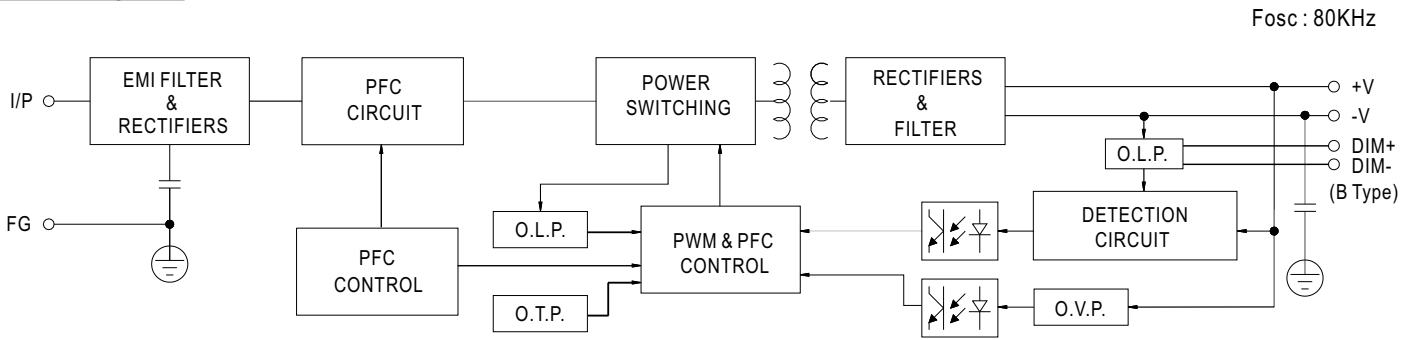 Fosc : 80KHz
I/P
EMI FILTER
&
RECTIFIERS
PFC
CIRCUIT
POWER
SWITCHING
RECTIFIERS
&
FILTER
+V
-V
DIM+
DIM-
(B Type)
O.L.P.
FG
O.L.P.
PFC
CONTROL
PWM & PFC
CONTROL
DETECTION
CIRCUIT
O.T.P.
O.V.P.